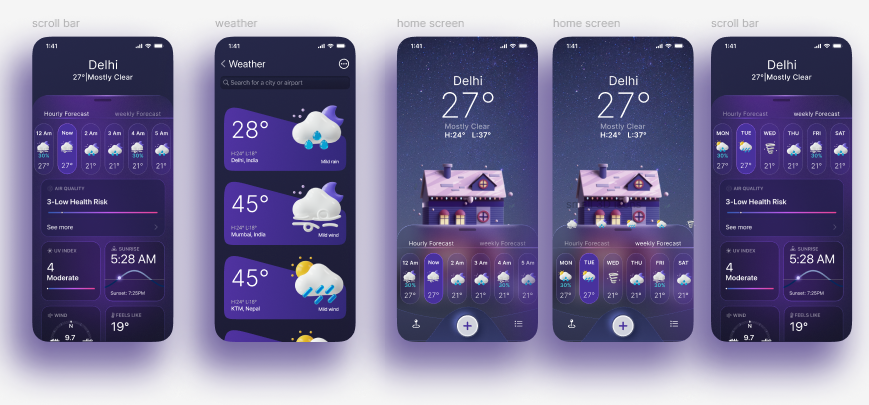 scroll bar
1:41
Delhi
27°|Mostly Clear
Hourly Forecast
weekly Forecast
12 Am
Now
2 Am
3 Am
4 Am
5 Am
30%
30%
27°
27°
21°
21°
21°
21°
AIR QUALITY
3-Low Health Risk
See more
UV INDEX
4
Moderate
SUNRISE
5:28 AM
Sunset: 7:25PM
WIND
N
9.7
FEELS LIKE
19°
weather
1:41
Weather
Search for a city or airport
28°
H:24° L:18°
Delhi, India
Mild rain
45°
H:24° L:18°
Mumbai, India
Mild wind
45°
H:24° L:18°
KTM, Nepal
Mild wind
home screen
1:41
Delhi
27°
Mostly Clear
H:24° L:37°
Hourly Forecast
weekly Forecast
12 Am
Now
2 Am
3 Am
4 Am
5 Am
30%
30%
27°
27°
21°
21°
21°
21°
home screen
1:41
Delhi
27°
Mostly Clear
H:24° L:37°
Hourly Forecast
weekly Forecast
MON
TUE
WED
THU
FRI
SAT
30%
30%
27°
27°
21°
21°
21°
21°
scroll bar
1:41
Delhi
27°|Mostly Clear
Hourly Forecast
weekly Forecast
MON
TUE
WED
THU
FRI
SAT
30%
30%
27°
27°
21°
21°
21°
21°
AIR QUALITY
3-Low Health Risk
See more
UV INDEX
4
Moderate
SUNRISE
5:28 AM
Sunset: 7:25PM
WIND
N
9.7
FEELS LIKE
19°